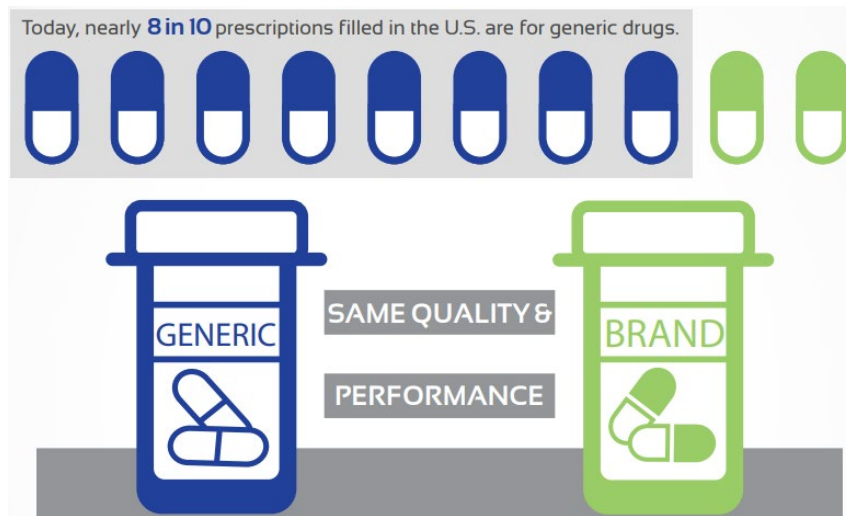 Today, nearly 8 in 10 prescriptions filled in the U.S. are for generic drugs.
GENERIC
SAME QUALITY &
PERFORMANCE
BRAND